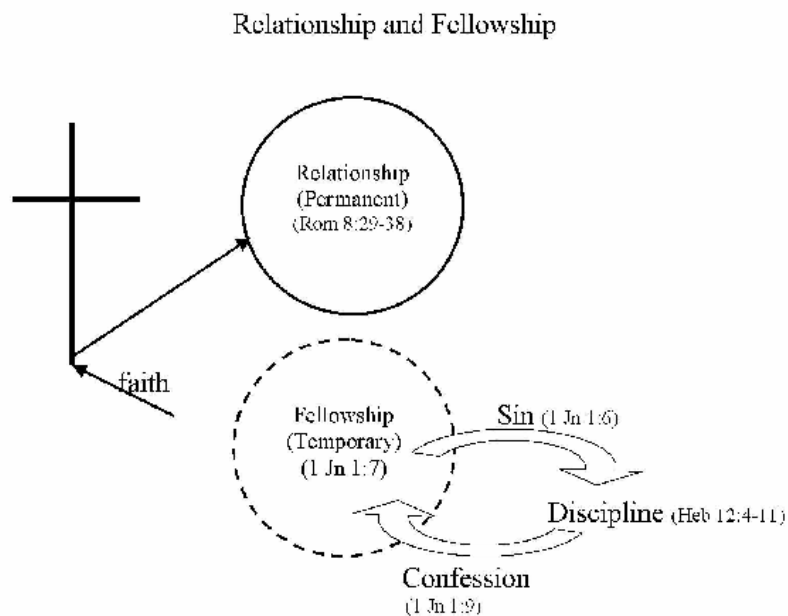 Relationship and Fellowship
Relationship
(Permanent)
(Rom 8:29-38)
faith
Fellowship
(Temporary)
(1 Jn 1:7)
Sin (1 Jn 1:6)
Discipline (Heb 12:4-11)
Confession
(1 Jn 1:9)